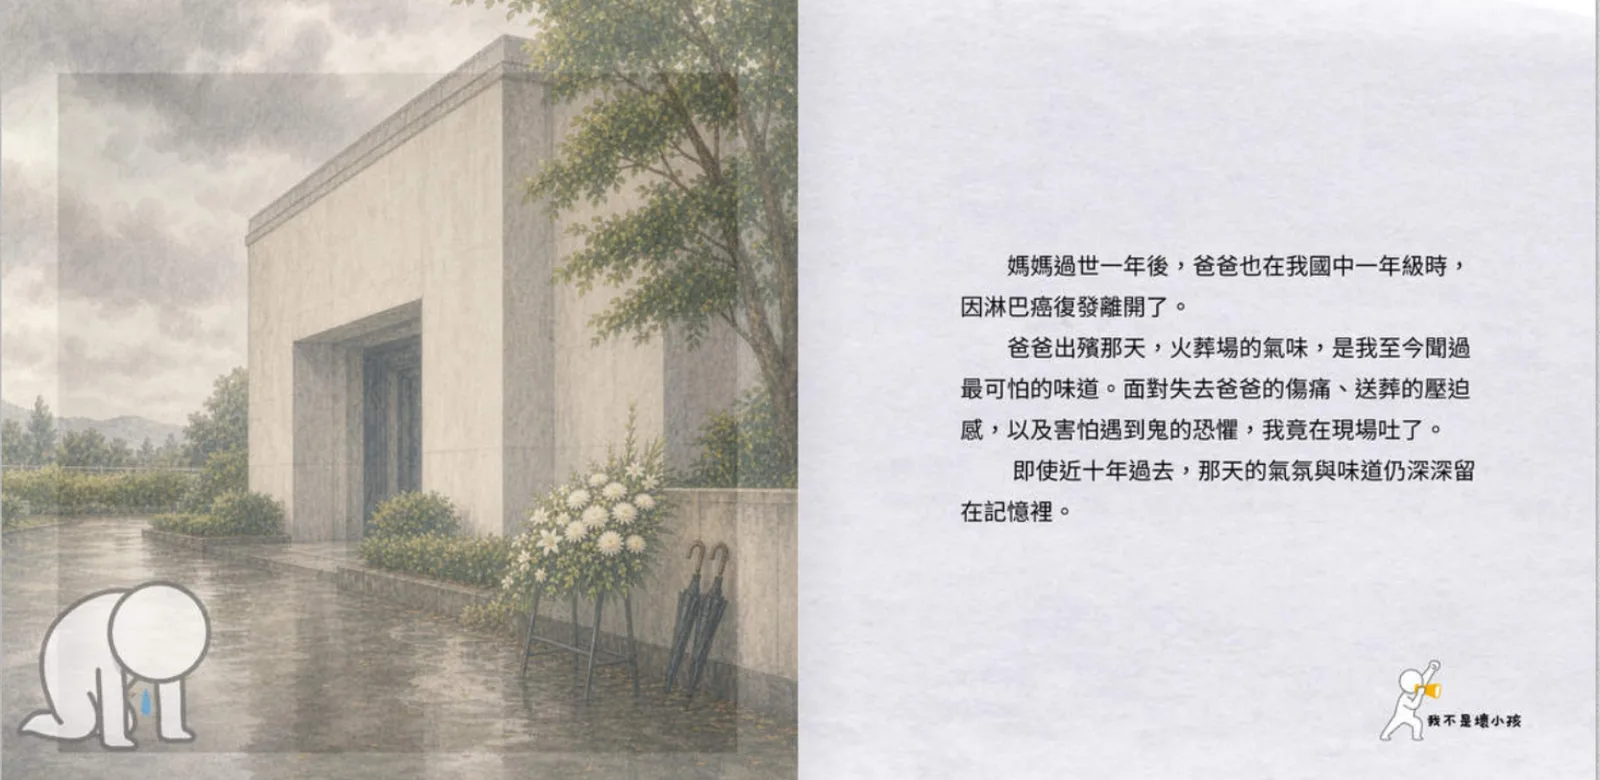 媽媽過世一年後，爸爸也在我國中一年級時，
因淋巴癌復發離開了。
爸爸出殯那天，火葬場的氣味，是我至今聞過
最可怕的味道。面對失去爸爸的傷痛、送葬的壓迫
感，以及害怕遇到鬼的恐懼，我竟在現場吐了。
即使近十年過去，那天的氣氛與味道仍深深留
在記憶裡。
我不是壞小孩